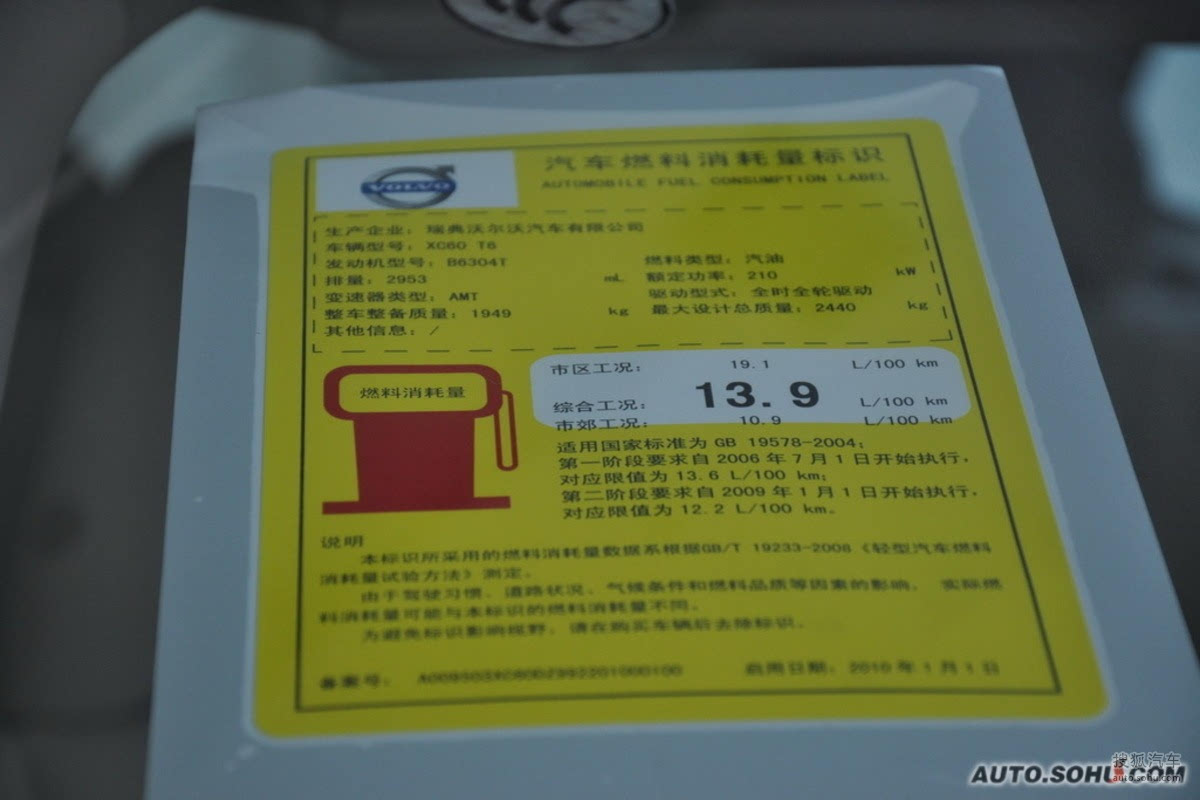 VOLVO
汽车燃料消耗量标识
AUTOMOBILE FUEL CONSUMPTION LABEL
生产企业：瑞典沃尔沃汽车有限公司
车辆型号：XC60 T6
发动机型号：B6304T 燃料类型：汽油
排量：2953 mL 额定功率：210 kW
变速器类型：AMT 驱动型式：全时全轮驱动
整车整备质量：1949 kg 最大设计总质量：2440 kg
其他信息：/
燃料消耗量
市区工况： 19.1 L/100 km
综合工况： 13.9 L/100 km
市郊工况： 10.9 L/100 km
适用国家标准为 GB 19578-2004；
第一阶段要求自 2006 年 7 月 1 日开始执行，
对应限值为 13.6 L/100 km；
第二阶段要求自 2009 年 1 月 1 日开始执行，
对应限值为 12.2 L/100 km。
说明
本标识所采用的燃料消耗量数据系根据GB/T 19233-2008《轻型汽车燃料
消耗量试验方法》测定。
由于驾驶习惯、道路状况、气候条件和燃料品质等因素的影响， 实际燃
料消耗量可能与本标识的燃料消耗量不同。
为避免标识影响视野，请在购买车辆后去除标识。
备案号： 启用日期：2010 年 1 月 1 日
搜狐汽车
auto.sohu.com
AUTO.SOHU.COM